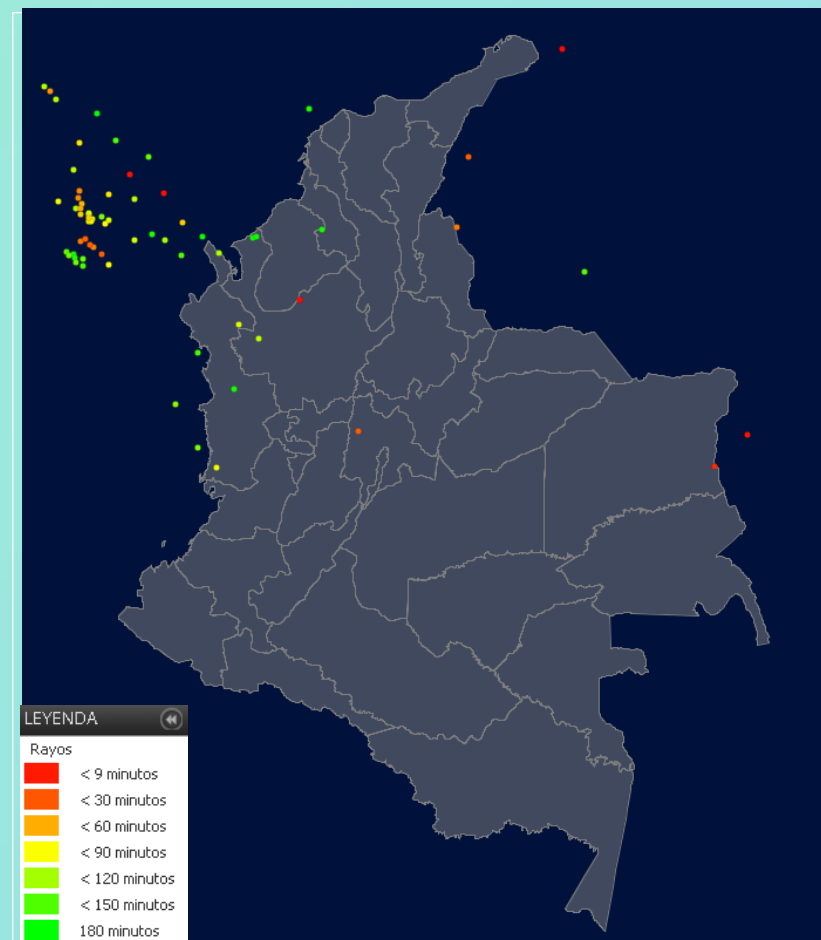 LEYENDA
Rayos
< 9 minutos
< 30 minutos
< 60 minutos
< 90 minutos
< 120 minutos
< 150 minutos
180 minutos